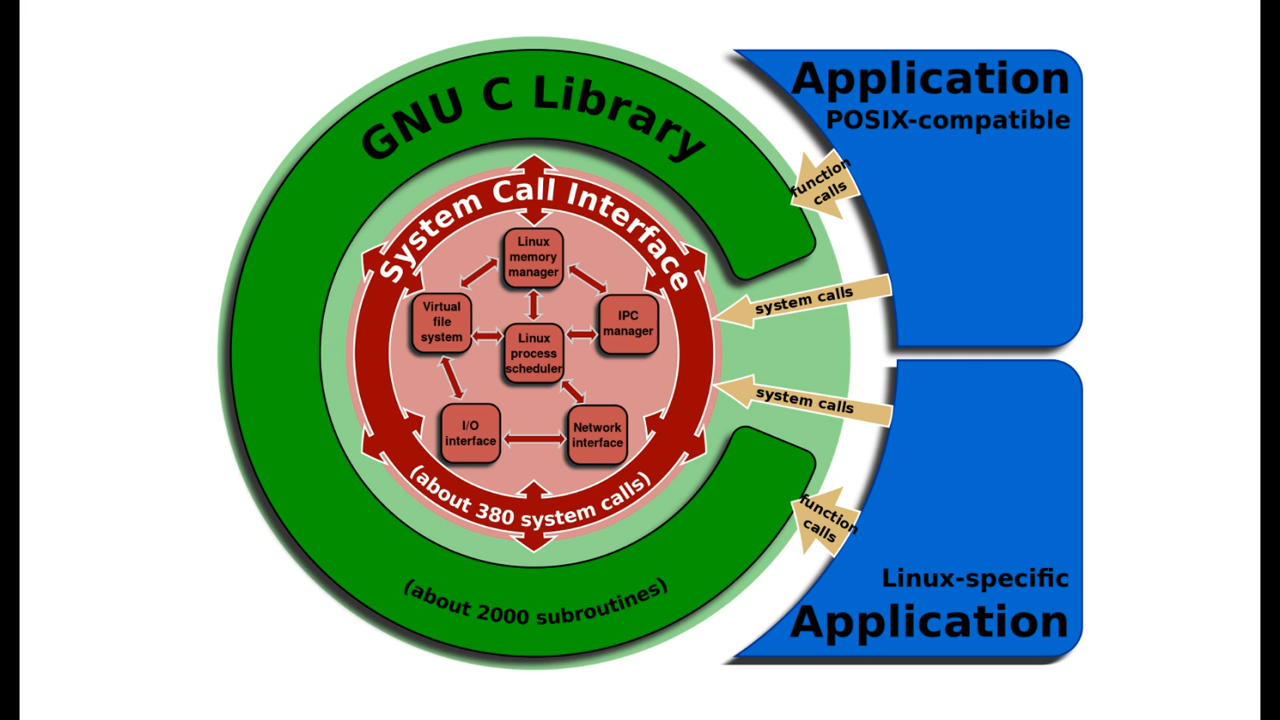 GNU C Library
System Call Interface
Linux
memory
manager
Virtual
file
system
IPC
manager
Linux
process
scheduler
I/O
interface
Network
interface
(about 380 system calls)
(about 2000 subroutines)
Application
POSIX-compatible
function
calls
system calls
system calls
function
calls
Linux-specific
Application